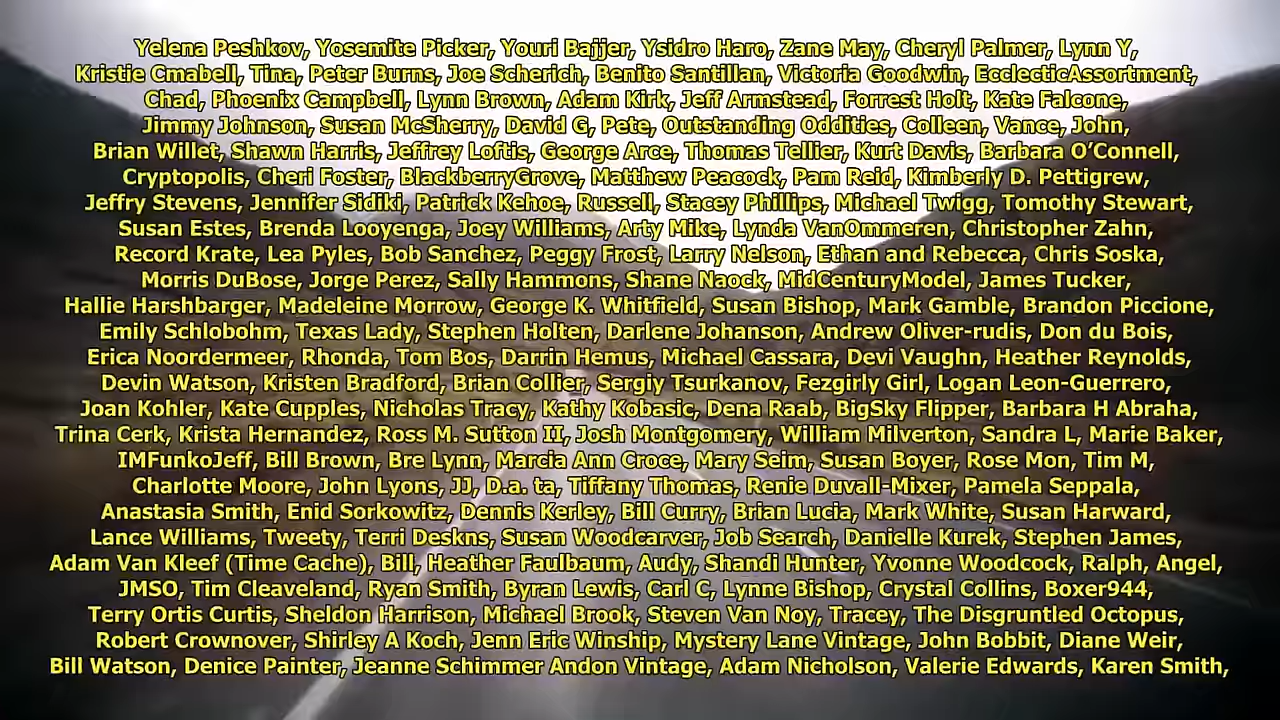 Yelena Peshkov, Yosemite Picker, Youri Bajjer, Ysidro Haro, Zane May, Cheryl Palmer, Lynn Y,
Kristie Cmabell, Tina, Peter Burns, Joe Scherich, Benito Santillan, Victoria Goodwin, EcclecticAssortment,
Chad, Phoenix Campbell, Lynn Brown, Adam Kirk, Jeff Armstead, Forrest Holt, Kate Falcone,
Jimmy Johnson, Susan McSherry, David G, Pete, Outstanding Oddities, Colleen, Vance, John,
Brian Willet, Shawn Harris, Jeffrey Loftis, George Arce, Thomas Tellier, Kurt Davis, Barbara O’Connell,
Cryptopolis, Cheri Foster, BlackberryGrove, Matthew Peacock, Pam Reid, Kimberly D. Pettigrew,
Jeffry Stevens, Jennifer Sidiki, Patrick Kehoe, Russell, Stacey Phillips, Michael Twigg, Tomothy Stewart,
Susan Estes, Brenda Looyenga, Joey Williams, Arty Mike, Lynda VanOmmeren, Christopher Zahn,
Record Krate, Lea Pyles, Bob Sanchez, Peggy Frost, Larry Nelson, Ethan and Rebecca, Chris Soska,
Morris DuBose, Jorge Perez, Sally Hammons, Shane Naock, MidCenturyModel, James Tucker,
Hallie Harshbarger, Madeleine Morrow, George K. Whitfield, Susan Bishop, Mark Gamble, Brandon Piccione,
Emily Schlobohm, Texas Lady, Stephen Holten, Darlene Johanson, Andrew Oliver-rudis, Don du Bois,
Erica Noordermeer, Rhonda, Tom Bos, Darrin Hemus, Michael Cassara, Devi Vaughn, Heather Reynolds,
Devin Watson, Kristen Bradford, Brian Collier, Sergiy Tsurkanov, Fezgirly Girl, Logan Leon-Guerrero,
Joan Kohler, Kate Cupples, Nicholas Tracy, Kathy Kobasic, Dena Raab, BigSky Flipper, Barbara H Abraha,
Trina Cerk, Krista Hernandez, Ross M. Sutton II, Josh Montgomery, William Milverton, Sandra L, Marie Baker,
IMFunkoJeff, Bill Brown, Bre Lynn, Marcia Ann Croce, Mary Seim, Susan Boyer, Rose Mon, Tim M,
Charlotte Moore, John Lyons, JJ, D.a. ta, Tiffany Thomas, Renie Duvall-Mixer, Pamela Seppala,
Anastasia Smith, Enid Sorkowitz, Dennis Kerley, Bill Curry, Brian Lucia, Mark White, Susan Harward,
Lance Williams, Tweety, Terri Deskns, Susan Woodcarver, Job Search, Danielle Kurek, Stephen James,
Adam Van Kleef (Time Cache), Bill, Heather Faulbaum, Audy, Shandi Hunter, Yvonne Woodcock, Ralph, Angel,
JMSO, Tim Cleaveland, Ryan Smith, Byran Lewis, Carl C, Lynne Bishop, Crystal Collins, Boxer944,
Terry Ortis Curtis, Sheldon Harrison, Michael Brook, Steven Van Noy, Tracey, The Disgruntled Octopus,
Robert Crownover, Shirley A Koch, Jenn Eric Winship, Mystery Lane Vintage, John Bobbit, Diane Weir,
Bill Watson, Denice Painter, Jeanne Schimmer Andon Vintage, Adam Nicholson, Valerie Edwards, Karen Smith,